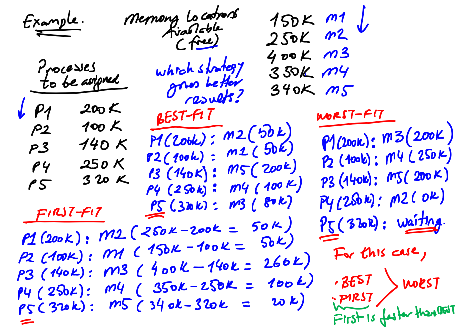 Example.
Memory Locations
Available
(free)
150K m1
250K m2
400K m3
350K m4
340K m5
Processes
to be assigned
P1 200K
P2 100K
P3 140K
P4 250K
P5 320K
which strategy
gives better
results?
BEST-FIT
P1(200K): m2(50K)
P2(100K): m1(50K)
P3(140K): m5(200K)
P4(250K): m4(100K)
P5(320K): m3(80K)
WORST-FIT
P1(200K): m3(200K)
P2(100K): m4(250K)
P3(140K): m5(200K)
P4(250K): m2(0K)
P5(320K): waiting.
FIRST-FIT
P1(200K): m2(250K-200K = 50K)
P2(100K): m1(150K-100K = 50K)
P3(140K): m3(400K-140K = 260K)
P4(250K): m4(350K-250K = 100K)
P5(320K): m5(340K-320K = 20K)
For this case,
· BEST
· FIRST
WORST
First is faster than BEST